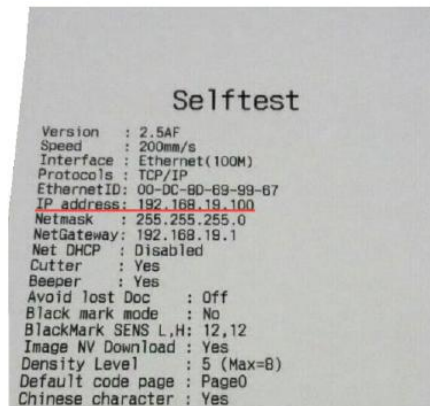 Selftest
Version : 2.5AF
Speed : 200mm/s
Interface : Ethernet(100M)
Protocols : TCP/IP
EthernetID: 00-DC-BD-69-99-67
IP address: 192.168.19.100
Netmask : 255.255.255.0
NetGateway: 192.168.19.1
Net DHCP : Disabled
Cutter : Yes
Beeper : Yes
Avoid lost Doc : Off
Black mark mode : No
BlackMark SENS L,H: 12,12
Image NV Download : Yes
Density Level : 5 (Max=8)
Default code page : Page0
Chinese character : Yes